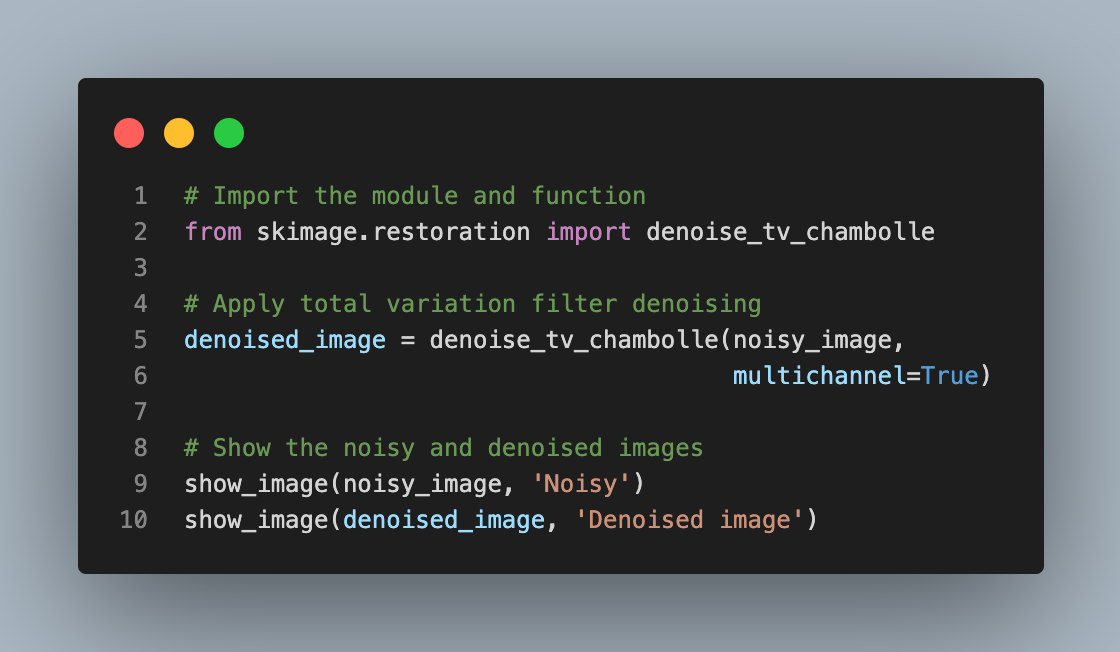 1 # Import the module and function
2 from skimage.restoration import denoise_tv_chambolle
3
4 # Apply total variation filter denoising
5 denoised_image = denoise_tv_chambolle(noisy_image,
6                                       multichannel=True)
7
8 # Show the noisy and denoised images
9 show_image(noisy_image, 'Noisy')
10 show_image(denoised_image, 'Denoised image')